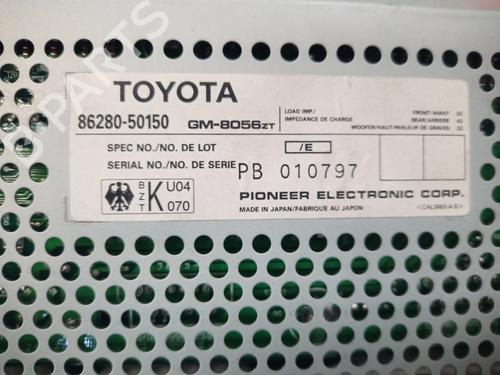 TOYOTA
86280-50150 GM-8056ZT
LOAD IMP./
IMPEDANCE DE CHARGE
FRONT/AVANT
REAR/ARRIERE
WOOFER/HAUT-PARLEUR DE GRAVES
SPEC NO./NO. DE LOT /E
SERIAL NO./NO. DE SERIE PB 010797
BZT K U04 070
PIONEER ELECTRONIC CORP.
MADE IN JAPAN/FABRIQUE AU JAPON
PARTS